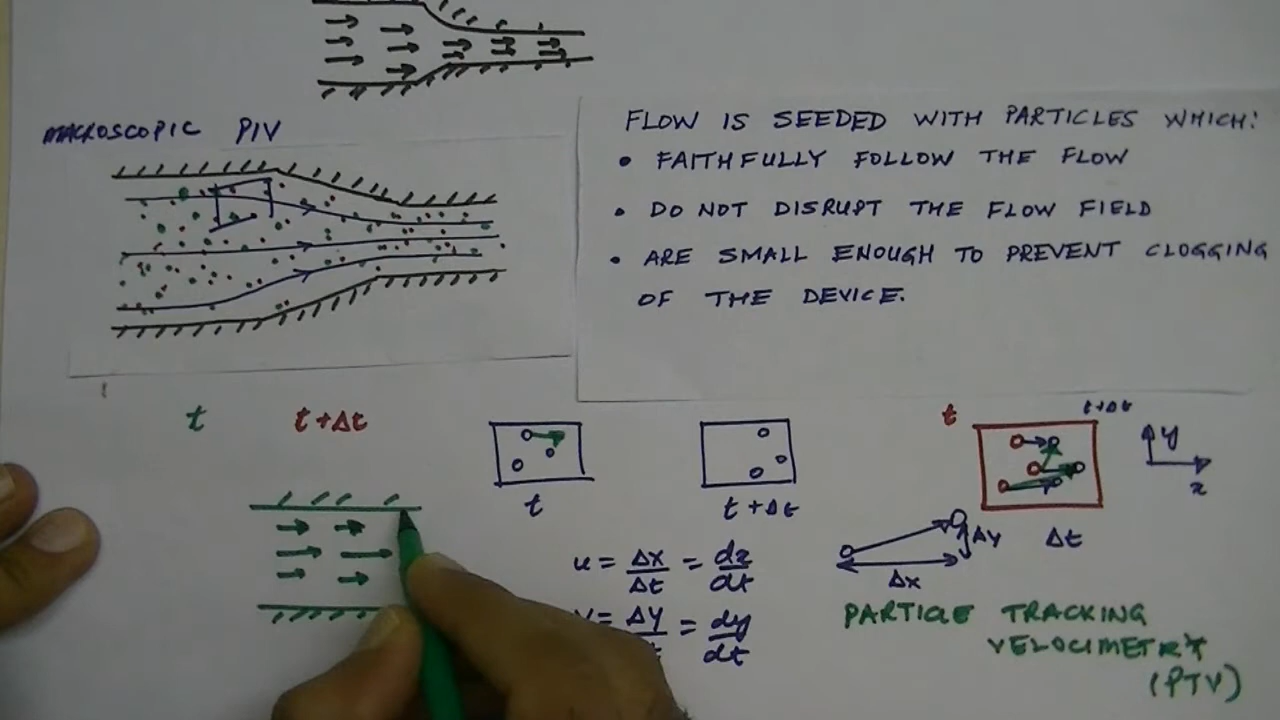 MACROSCOPIC PIV
FLOW IS SEEDED WITH PARTICLES WHICH:
• FAITHFULLY FOLLOW THE FLOW
• DO NOT DISRUPT THE FLOW FIELD
• ARE SMALL ENOUGH TO PREVENT CLOGGING
OF THE DEVICE.
t t+Δt
t t+Δt
y
x
t t+Δt
Δt
Δy
Δx
u = Δx/Δt = dx/dt
= Δy/ = dy/dt
PARTICLE TRACKING
VELOCIMETRY
(PTV)